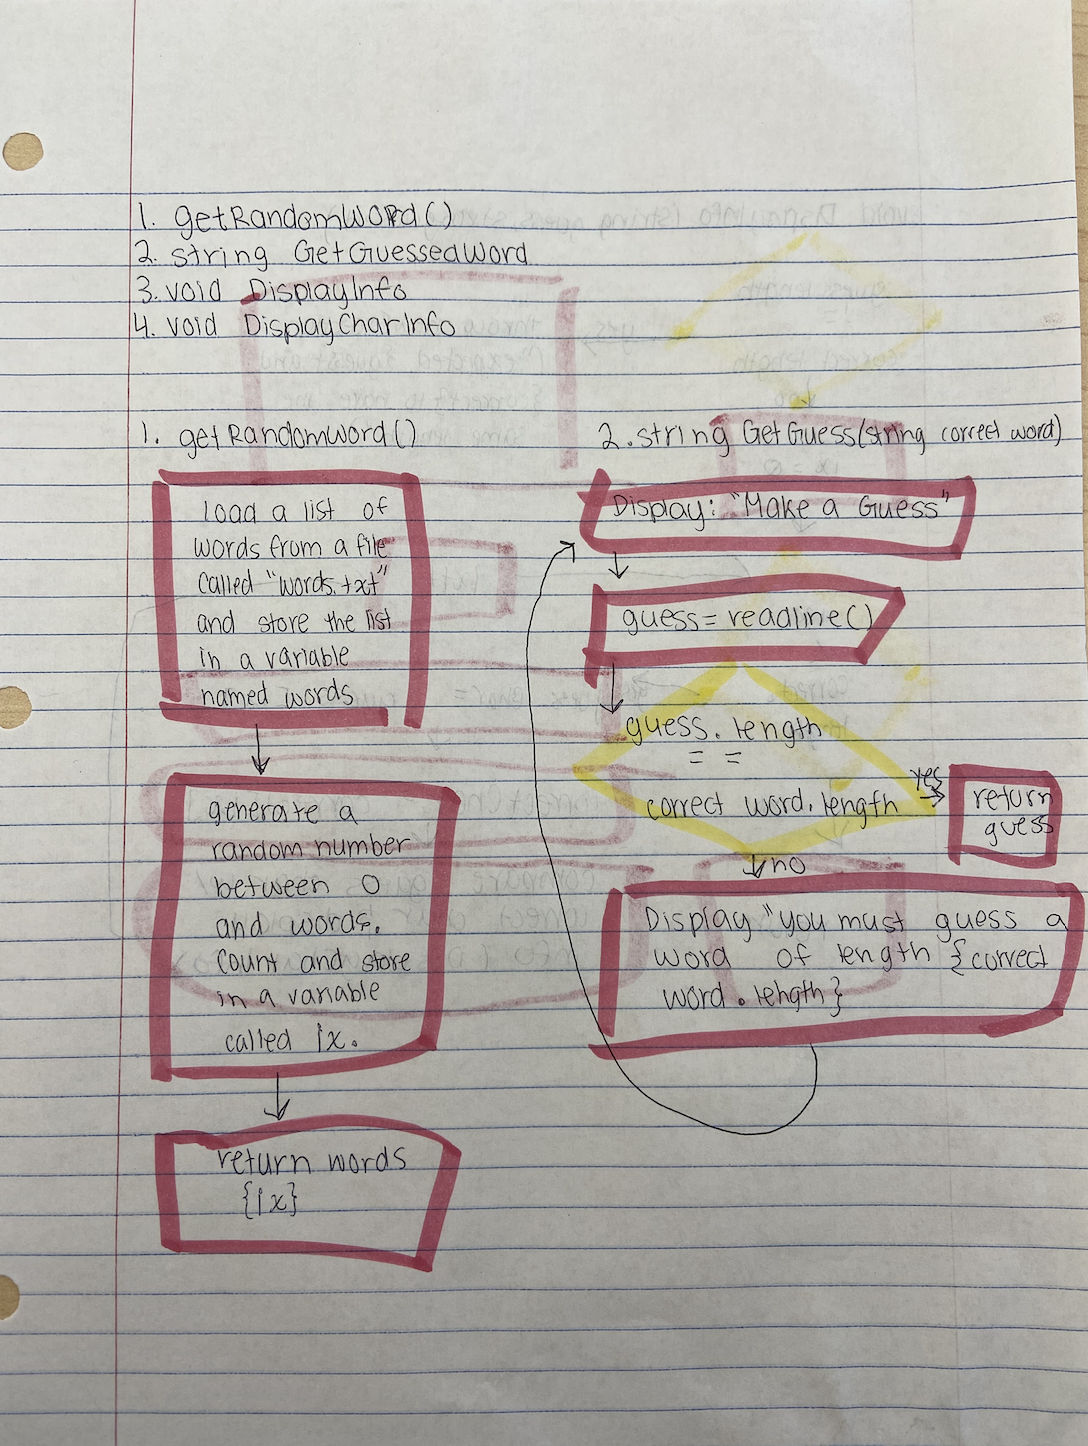 1. getRandomWord()
2. string GetGuessedWord
3. void DisplayInfo
4. void DisplayCharInfo
1. getRandomword()
load a list of
words from a file
called "words.txt"
and store the list
in a variable
named words
generate a
random number
between 0
and words.
count and store
in a variable
called ix.
return words
{ix}
2. string GetGuess(string correct word)
Display: "Make a Guess"
guess = readline()
guess. length
= =
correct word. length
yes
return
guess
no
Display "you must guess a
word of length {correct
word. length}